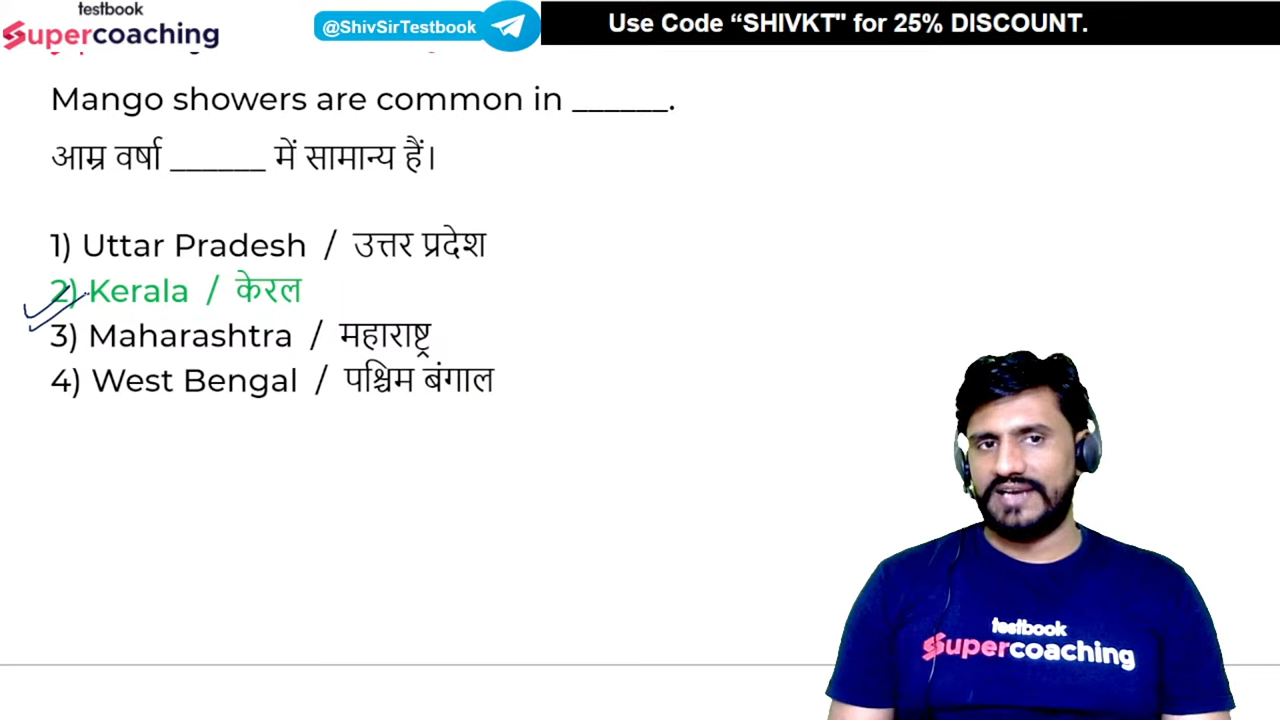 testbook
Supercoaching
@ShivSirTestbook
Use Code “SHIVKT" for 25% DISCOUNT.
Mango showers are common in ______.
आम्र वर्षा ______ में सामान्य हैं।
1) Uttar Pradesh / उत्तर प्रदेश
2) Kerala / केरल
3) Maharashtra / महाराष्ट्र
4) West Bengal / पश्चिम बंगाल
testbook
Supercoaching